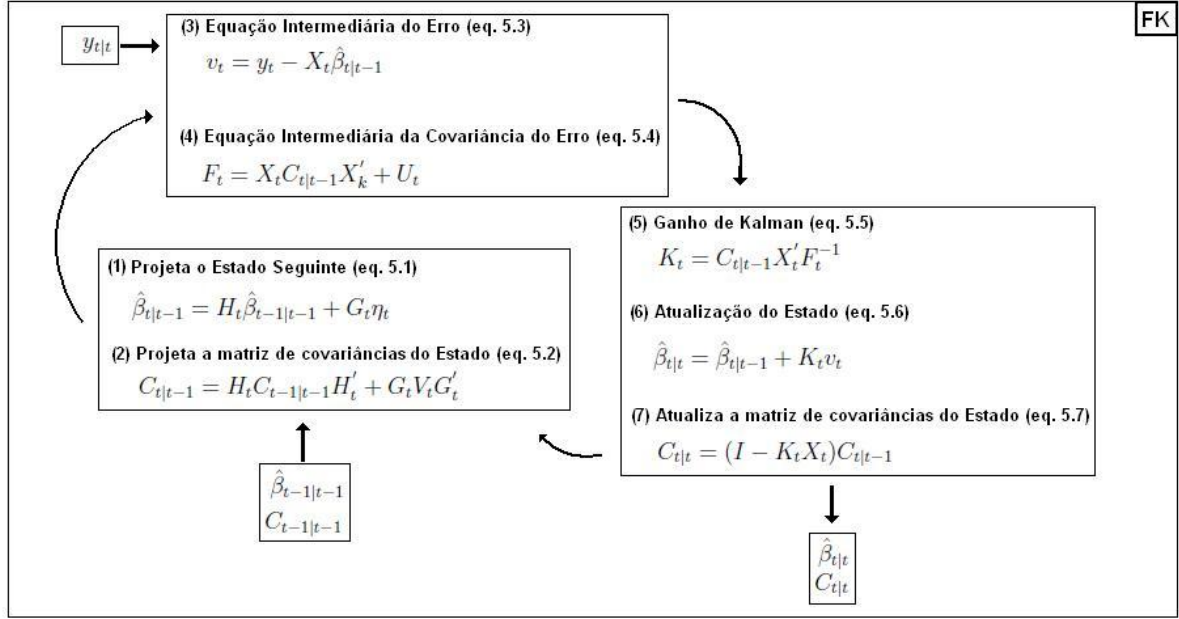 FK
y_{t|t}
(3) Equação Intermediária do Erro (eq. 5.3)
v_t = y_t − X_t β̂_{t|t−1}
(4) Equação Intermediária da Covariância do Erro (eq. 5.4)
F_t = X_t C_{t|t−1} X_k' + U_t
(5) Ganho de Kalman (eq. 5.5)
K_t = C_{t|t−1} X_t' F_t^{−1}
(6) Atualização do Estado (eq. 5.6)
β̂_{t|t} = β̂_{t|t−1} + K_t v_t
(7) Atualiza a matriz de covariâncias do Estado (eq. 5.7)
C_{t|t} = (I − K_t X_t) C_{t|t−1}
(1) Projeta o Estado Seguinte (eq. 5.1)
β̂_{t|t−1} = H_t β̂_{t−1|t−1} + G_t η_t
(2) Projeta a matriz de covariâncias do Estado (eq. 5.2)
C_{t|t−1} = H_t C_{t−1|t−1} H_t' + G_t V_t G_t'
β̂_{t−1|t−1}
C_{t−1|t−1}
β̂_{t|t}
C_{t|t}